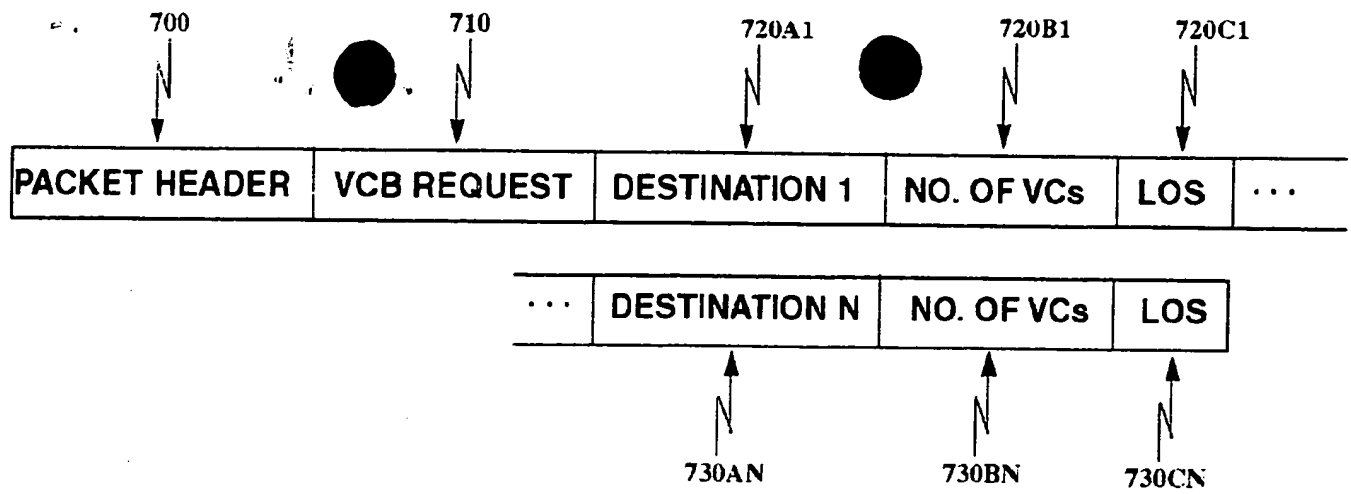 700 710 720A1 720B1 720C1
PACKET HEADER VCB REQUEST DESTINATION 1 NO. OF VCs LOS ...
... DESTINATION N NO. OF VCs LOS
730AN 730BN 730CN